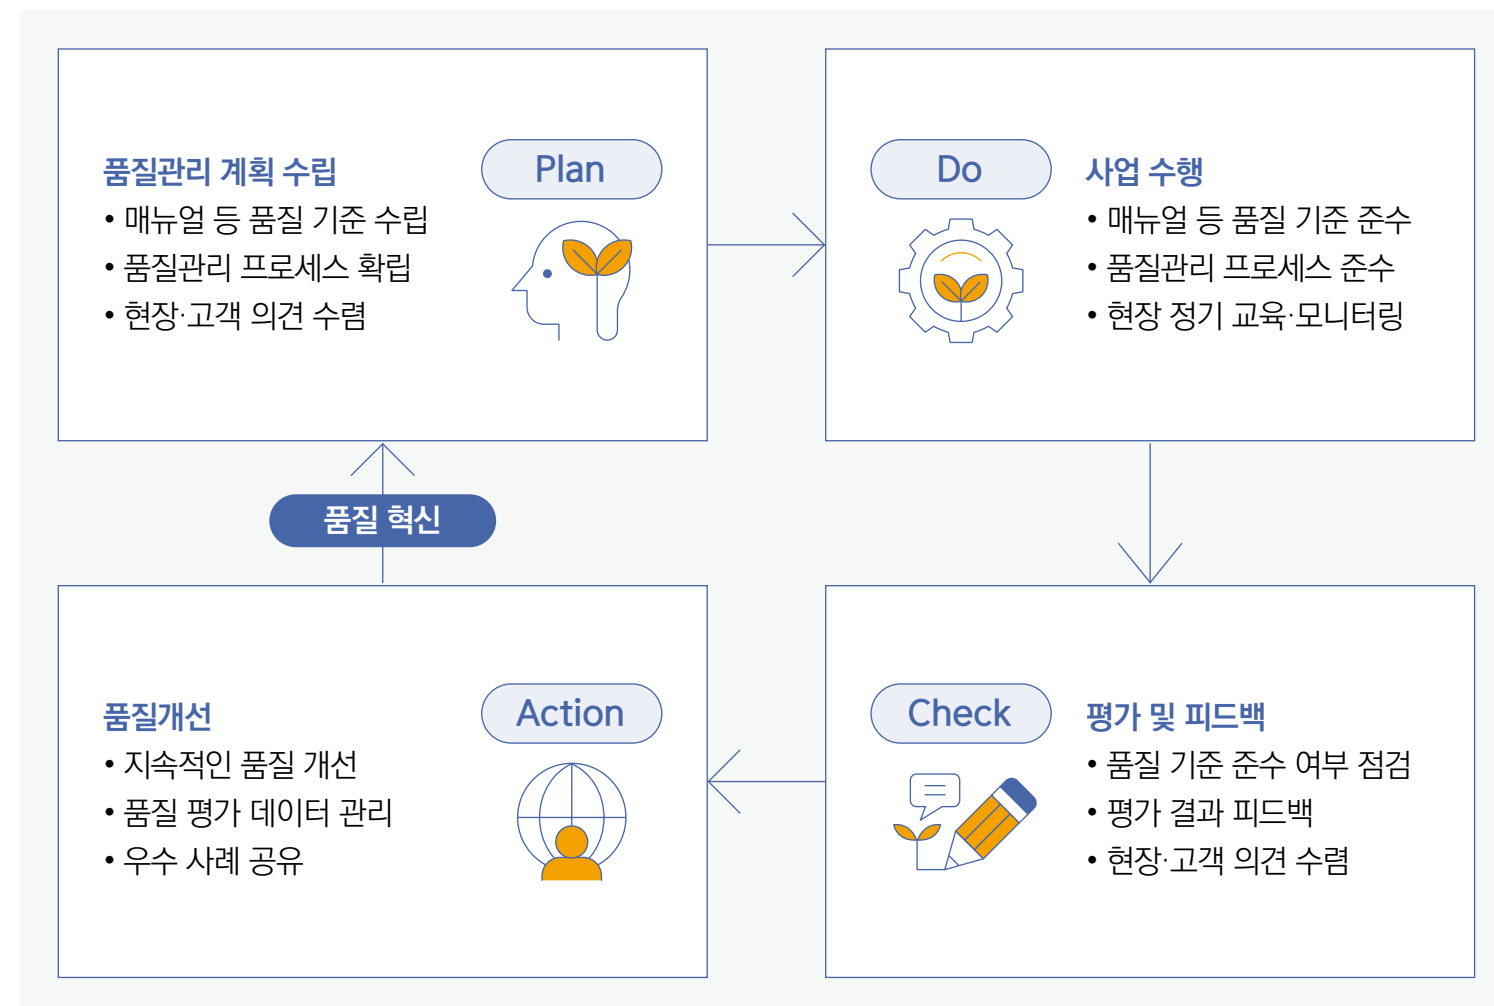 품질관리 계획 수립
• 매뉴얼 등 품질 기준 수립
• 품질관리 프로세스 확립
• 현장·고객 의견 수렴
Plan
Do
사업 수행
• 매뉴얼 등 품질 기준 준수
• 품질관리 프로세스 준수
• 현장 정기 교육·모니터링
품질 혁신
품질개선
• 지속적인 품질 개선
• 품질 평가 데이터 관리
• 우수 사례 공유
Action
Check
평가 및 피드백
• 품질 기준 준수 여부 점검
• 평가 결과 피드백
• 현장·고객 의견 수렴